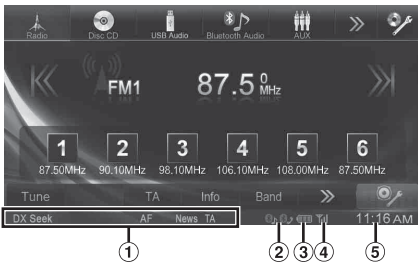 Radio Disc CD USB Audio Bluetooth Audio AUX
FM1 87.5 0 MHz
1 2 3 4 5 6
87.50MHz 90.10MHz 98.10MHz 106.10MHz 108.00MHz 87.50MHz
Tune TA Info Band
DX Seek AF News TA 11:16 AM
1 2 3 4 5